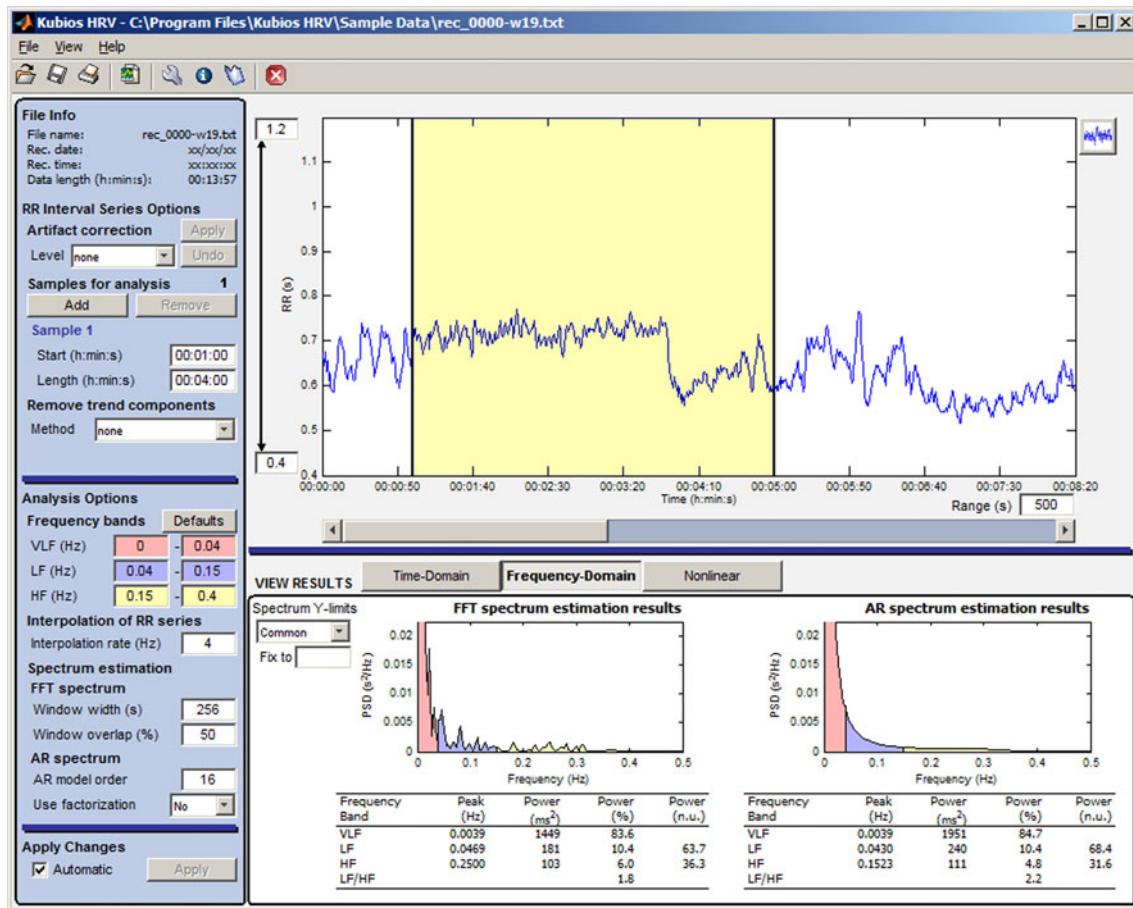 Kubios HRV - C:\Program Files\Kubios HRV\Sample Data\rec_0000-w19.txt
File View Help
File Info
File name: rec_0000-w19.txt
Rec. date: xx/xx/xx
Rec. time: xx:xx:xx
Data length (h:min:s): 00:13:57
RR Interval Series Options
Artifact correction Apply
Level none Undo
Samples for analysis 1
Add Remove
Sample 1
Start (h:min:s) 00:01:00
Length (h:min:s) 00:04:00
Remove trend components
Method none
Analysis Options
Frequency bands Defaults
VLF (Hz) 0 - 0.04
LF (Hz) 0.04 - 0.15
HF (Hz) 0.15 - 0.4
Interpolation of RR series
Interpolation rate (Hz) 4
Spectrum estimation
FFT spectrum
Window width (s) 256
Window overlap (%) 50
AR spectrum
AR model order 16
Use factorization No
Apply Changes
Automatic Apply
1.2
0.4
RR (s)
1.1
1
0.9
0.8
0.7
0.6
0.5
0.4
00:00:00 00:00:50 00:01:40 00:02:30 00:03:20 00:04:10 00:05:00 00:05:50 00:06:40 00:07:30 00:08:20
Time (h:min:s)
Range (s) 500
VIEW RESULTS Time-Domain Frequency-Domain Nonlinear
Spectrum Y-limits
Common
Fix to
FFT spectrum estimation results
PSD (s²/Hz)
0.02
0.015
0.01
0.005
0
0 0.1 0.2 0.3 0.4 0.5
Frequency (Hz)
Frequency Band Peak (Hz) Power (ms²) Power (%) Power (n.u.)
VLF 0.0039 1449 83.6
LF 0.0469 181 10.4 63.7
HF 0.2500 103 6.0 36.3
LF/HF 1.8
AR spectrum estimation results
PSD (s²/Hz)
0.02
0.015
0.01
0.005
0
0 0.1 0.2 0.3 0.4 0.5
Frequency (Hz)
Frequency Band Peak (Hz) Power (ms²) Power (%) Power (n.u.)
VLF 0.0039 1951 84.7
LF 0.0430 240 10.4 68.4
HF 0.1523 111 4.8 31.6
LF/HF 2.2